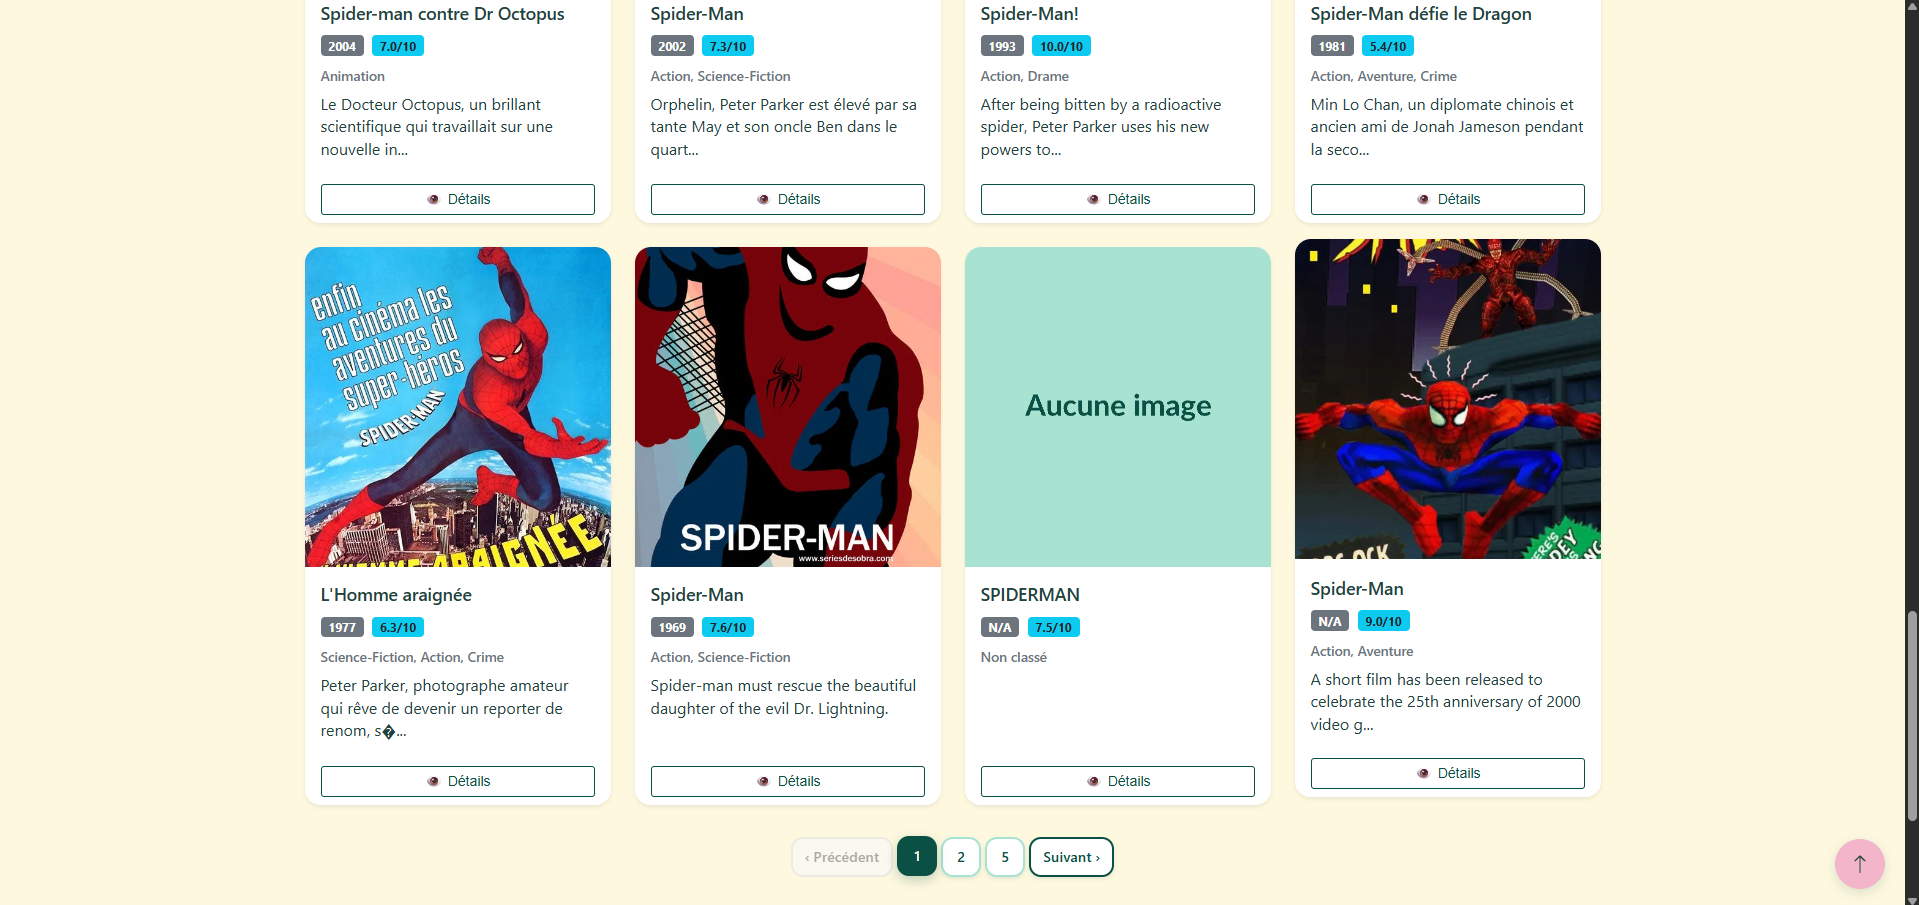 Spider-man contre Dr Octopus
2004 7.0/10
Animation
Le Docteur Octopus, un brillant
scientifique qui travaillait sur une
nouvelle in...
Détails
Spider-Man
2002 7.3/10
Action, Science-Fiction
Orphelin, Peter Parker est élevé par sa
tante May et son oncle Ben dans le
quart...
Détails
Spider-Man!
1993 10.0/10
Action, Drame
After being bitten by a radioactive
spider, Peter Parker uses his new
powers to...
Détails
Spider-Man défie le Dragon
1981 5.4/10
Action, Aventure, Crime
Min Lo Chan, un diplomate chinois et
ancien ami de Jonah Jameson pendant
la seco...
Détails
enfin
au cinéma les
aventures du
super-héros
SPIDER-MAN
L'Homme araignée
1977 6.3/10
Science-Fiction, Action, Crime
Peter Parker, photographe amateur
qui rêve de devenir un reporter de
renom, s�...
Détails
SPIDER-MAN
www.seriesdesobra.com
Spider-Man
1969 7.6/10
Action, Science-Fiction
Spider-man must rescue the beautiful
daughter of the evil Dr. Lightning.
Détails
Aucune image
SPIDERMAN
N/A 7.5/10
Non classé
Détails
Spider-Man
N/A 9.0/10
Action, Aventure
A short film has been released to
celebrate the 25th anniversary of 2000
video g...
Détails
‹ Précédent 1 2 5 Suivant ›